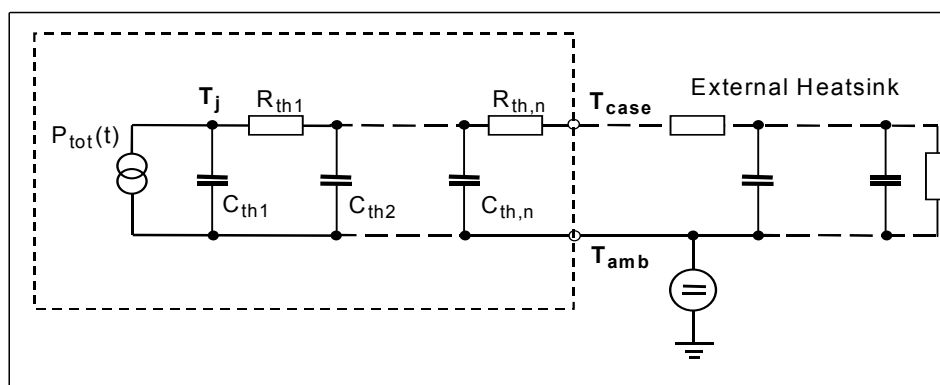 External Heatsink
T_j
R_th1
R_th,n
T_case
P_tot(t)
C_th1
C_th2
C_th,n
T_amb